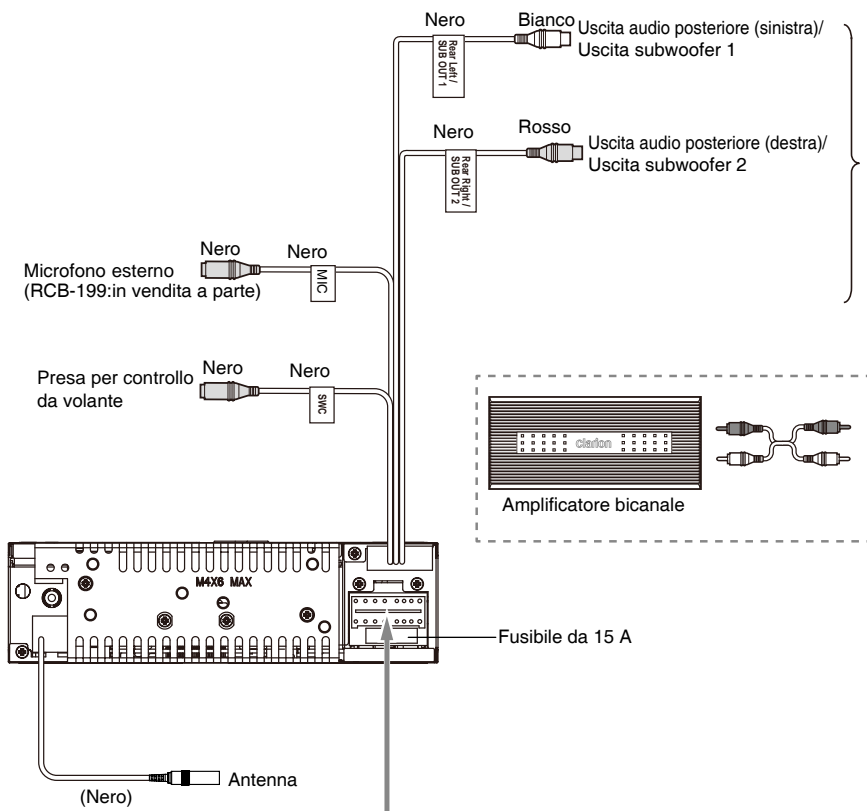 Nero
Bianco
Uscita audio posteriore (sinistra)/
Uscita subwoofer 1
Rear Left /
SUB OUT 1
Nero
Rosso
Uscita audio posteriore (destra)/
Uscita subwoofer 2
Rear Right /
SUB OUT 2
Nero
Nero
Microfono esterno
(RCB-199:in vendita a parte)
MIC
Nero
Nero
Presa per controllo
da volante
SWC
clarion
Amplificatore bicanale
M4X6 MAX
Fusibile da 15 A
Antenna
(Nero)